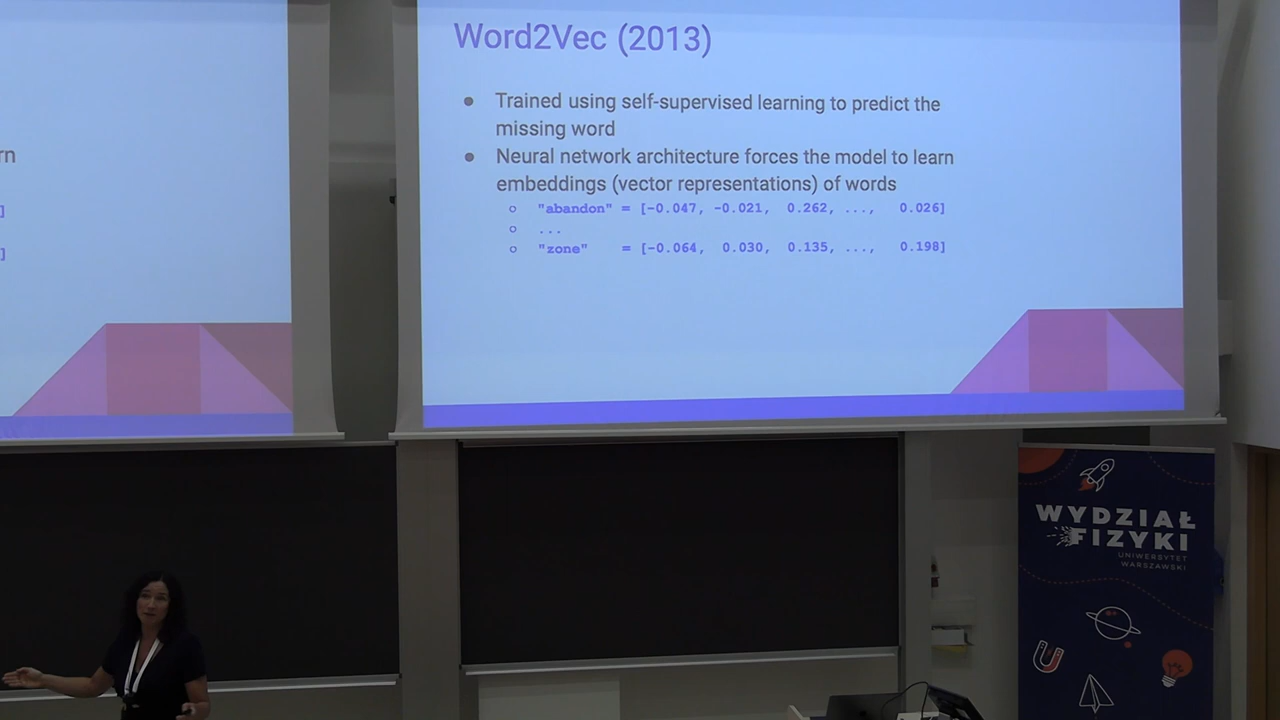 Word2Vec (2013)
● Trained using self-supervised learning to predict the
missing word
● Neural network architecture forces the model to learn
embeddings (vector representations) of words
○ "abandon" = [-0.047, -0.021, 0.262, ..., 0.026]
○ ...
○ "zone" = [-0.064, 0.030, 0.135, ..., 0.198]
rn
]
]
WYDZIAŁ
FIZYKI
UNIWERSYTET
WARSZAWSKI